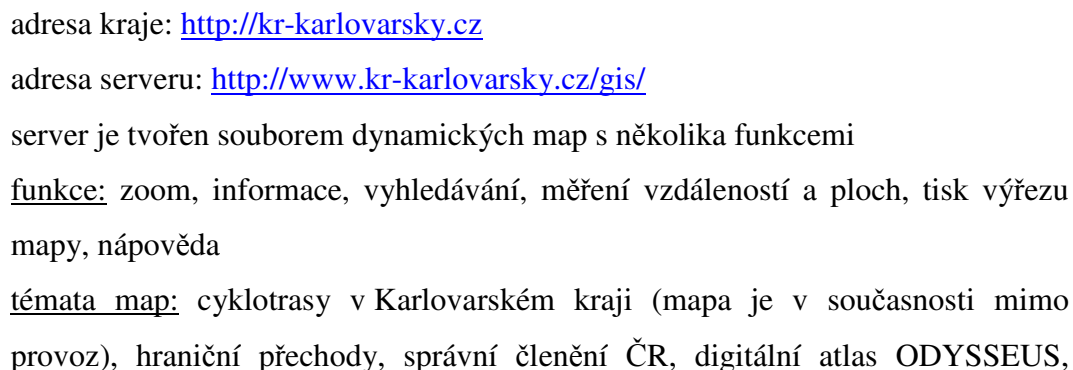 adresa kraje: http://kr-karlovarsky.cz
adresa serveru: http://www.kr-karlovarsky.cz/gis/
server je tvořen souborem dynamických map s několika funkcemi
funkce: zoom, informace, vyhledávání, měření vzdáleností a ploch, tisk výřezu
mapy, nápověda
témata map: cyklotrasy v Karlovarském kraji (mapa je v současnosti mimo
provoz), hraniční přechody, správní členění ČR, digitální atlas ODYSSEUS,